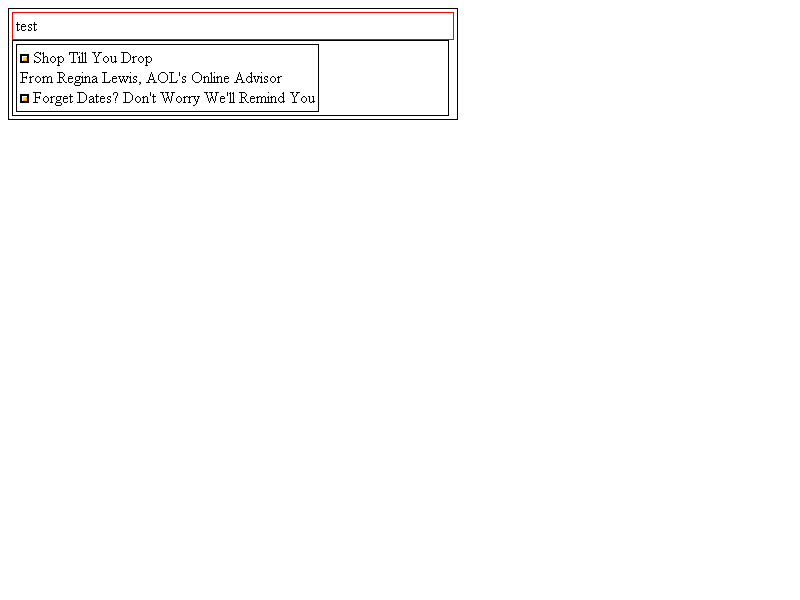 test
Shop Till You Drop
From Regina Lewis, AOL's Online Advisor
Forget Dates? Don't Worry We'll Remind You